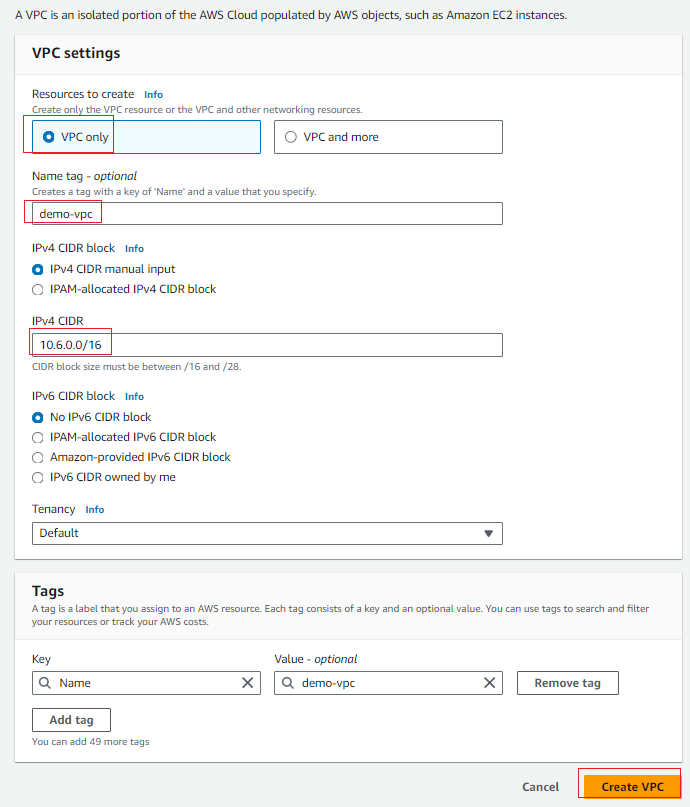 A VPC is an isolated portion of the AWS Cloud populated by AWS objects, such as Amazon EC2 instances.
VPC settings
Resources to create Info
Create only the VPC resource or the VPC and other networking resources.
VPC only
VPC and more
Name tag - optional
Creates a tag with a key of 'Name' and a value that you specify.
demo-vpc
IPv4 CIDR block Info
IPv4 CIDR manual input
IPAM-allocated IPv4 CIDR block
IPv4 CIDR
10.6.0.0/16
CIDR block size must be between /16 and /28.
IPv6 CIDR block Info
No IPv6 CIDR block
IPAM-allocated IPv6 CIDR block
Amazon-provided IPv6 CIDR block
IPv6 CIDR owned by me
Tenancy Info
Default
Tags
A tag is a label that you assign to an AWS resource. Each tag consists of a key and an optional value. You can use tags to search and filter
your resources or track your AWS costs.
Key
Value - optional
Name
demo-vpc
Remove tag
Add tag
You can add 49 more tags
Cancel
Create VPC